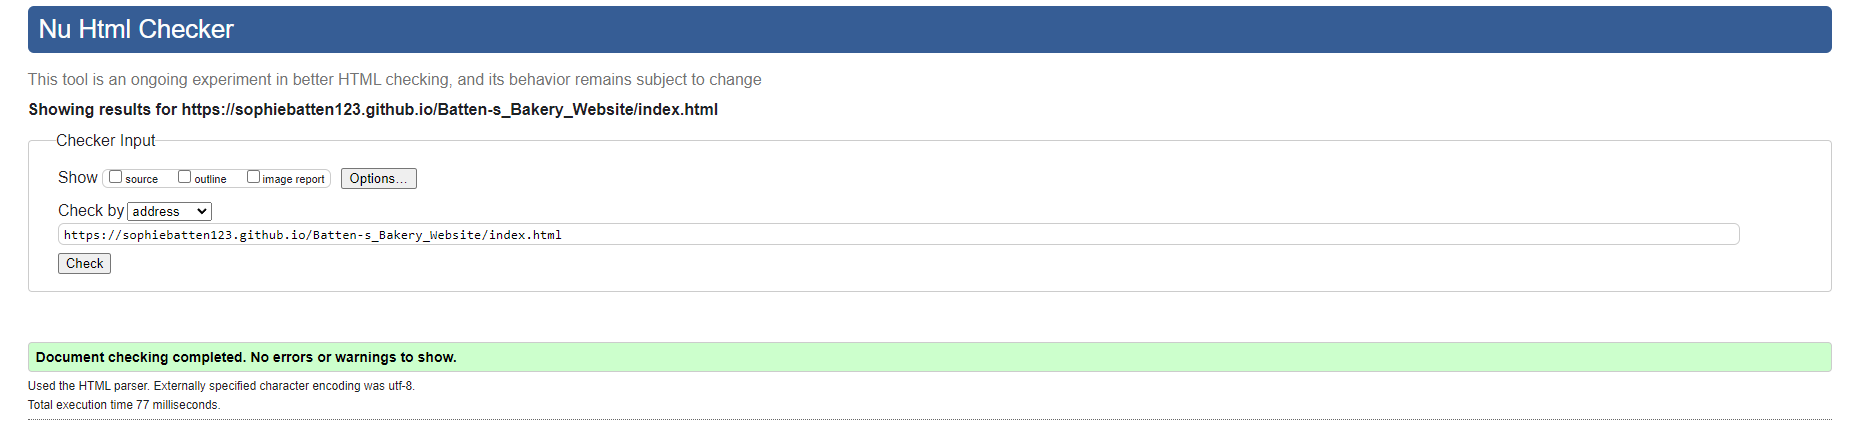 Nu Html Checker
This tool is an ongoing experiment in better HTML checking, and its behavior remains subject to change
Showing results for https://sophiebatten123.github.io/Batten-s_Bakery_Website/index.html
Checker Input
Show source outline image report Options...
Check by address
https://sophiebatten123.github.io/Batten-s_Bakery_Website/index.html
Check
Document checking completed. No errors or warnings to show.
Used the HTML parser. Externally specified character encoding was utf-8.
Total execution time 77 milliseconds.